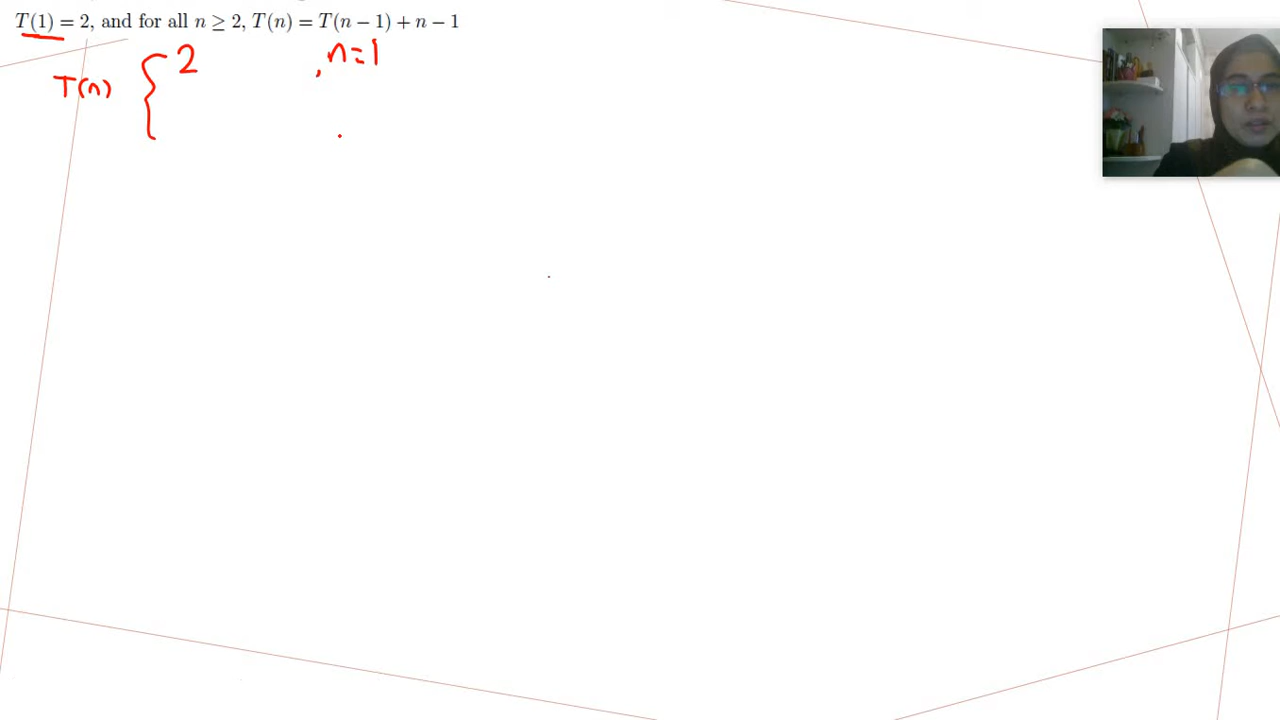 T(1) = 2, and for all n ≥ 2, T(n) = T(n − 1) + n − 1
2 , n=1
T(n) {